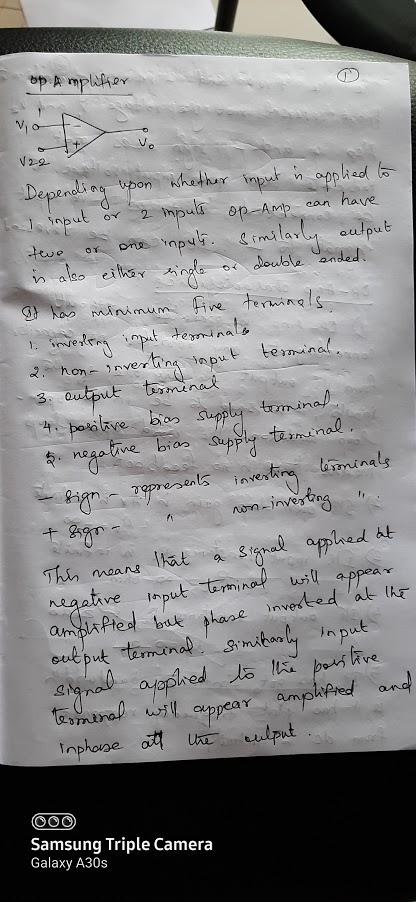 ①
Op. Amplifier
1
V1
−
+
V2 2
Vo
Depending upon whether input is applied to
1 input or 2 inputs op-Amp can have
two or one inputs. Similarly output
is also either single or double ended.
It has minimum Five terminals.
1. inverting input terminals
2. non-inverting input terminal.
3. output terminal
4. positive bias supply terminal.
5. negative bias supply terminal.
− sign - represents inverting terminals
+ sign - " non-inverting ".
This means that a signal applied at
negative input terminal will appear
amplified but phase inverted at the
output terminal. Similarly input
signal applied to the positive
terminal will appear amplified and
inphase at the output.
Samsung Triple Camera
Galaxy A30s